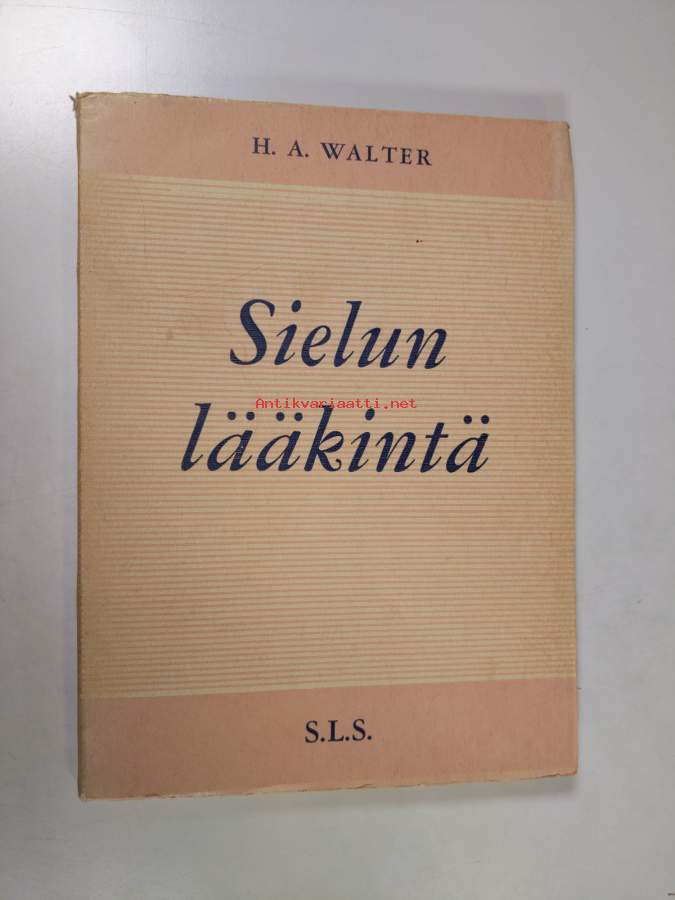 H. A. WALTER
Sielun
Antikvariaatti.net
lääkintä
S.L.S.